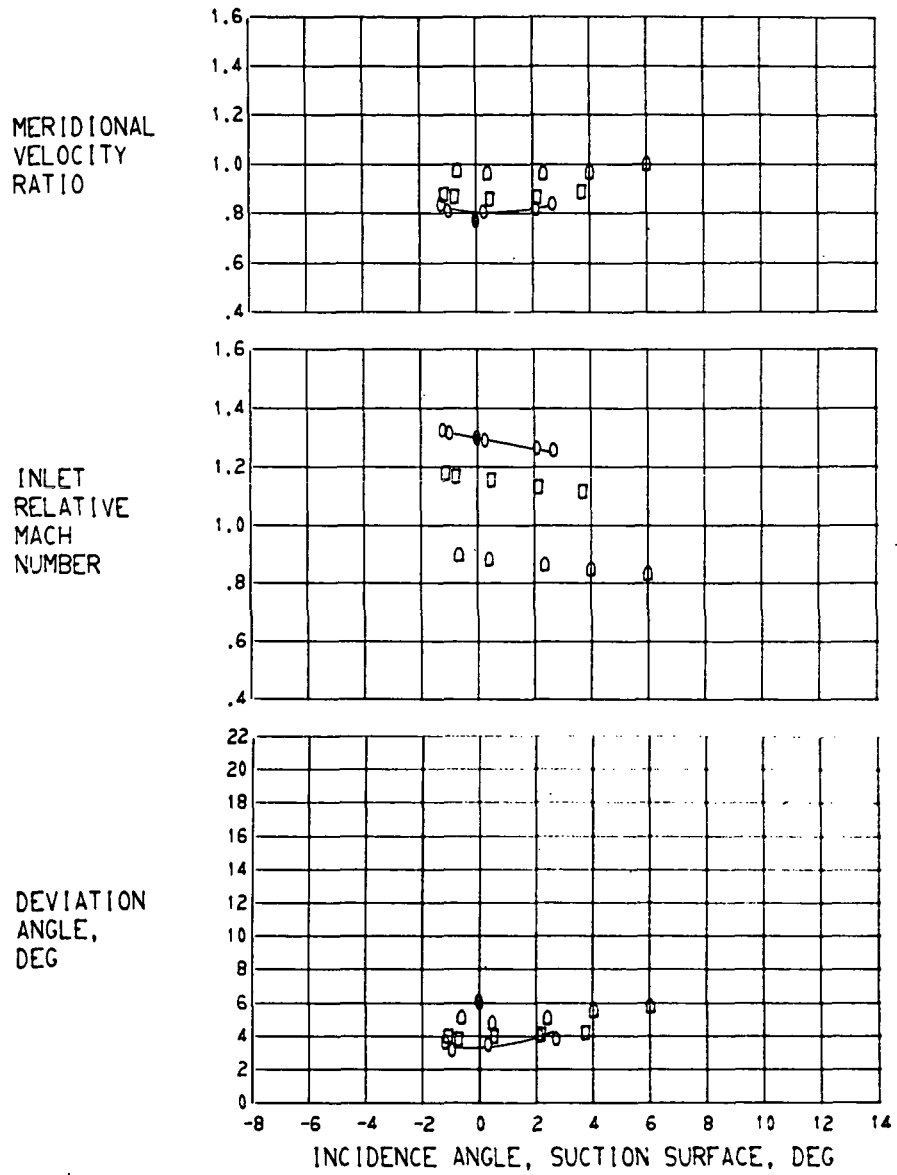 1.6
1.4
1.2
MERIDIONAL
VELOCITY
RATIO
1.0
.8
.6
.4
1.6
1.4
1.2
INLET
RELATIVE
MACH
NUMBER
1.0
.8
.6
.4
22
20
18
16
14
12
DEVIATION
ANGLE,
DEG
10
8
6
4
2
0
-8 -6 -4 -2 0 2 4 6 8 10 12 14
INCIDENCE ANGLE, SUCTION SURFACE, DEG